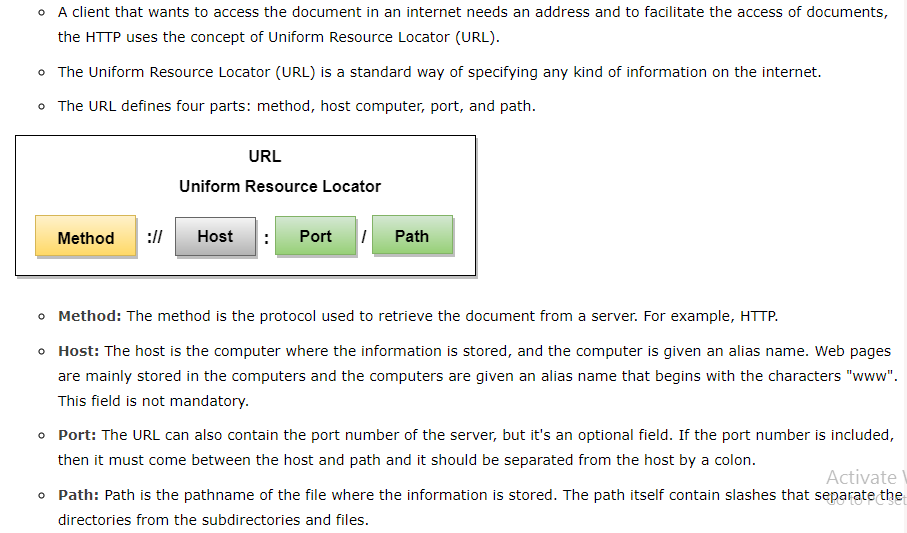 A client that wants to access the document in an internet needs an address and to facilitate the access of documents,
the HTTP uses the concept of Uniform Resource Locator (URL).
The Uniform Resource Locator (URL) is a standard way of specifying any kind of information on the internet.
The URL defines four parts: method, host computer, port, and path.
URL
Uniform Resource Locator
Method :// Host : Port / Path
Method: The method is the protocol used to retrieve the document from a server. For example, HTTP.
Host: The host is the computer where the information is stored, and the computer is given an alias name. Web pages
are mainly stored in the computers and the computers are given an alias name that begins with the characters "www".
This field is not mandatory.
Port: The URL can also contain the port number of the server, but it's an optional field. If the port number is included,
then it must come between the host and path and it should be separated from the host by a colon.
Activate
Path: Path is the pathname of the file where the information is stored. The path itself contain slashes that separate the
Go to PC
directories from the subdirectories and files.